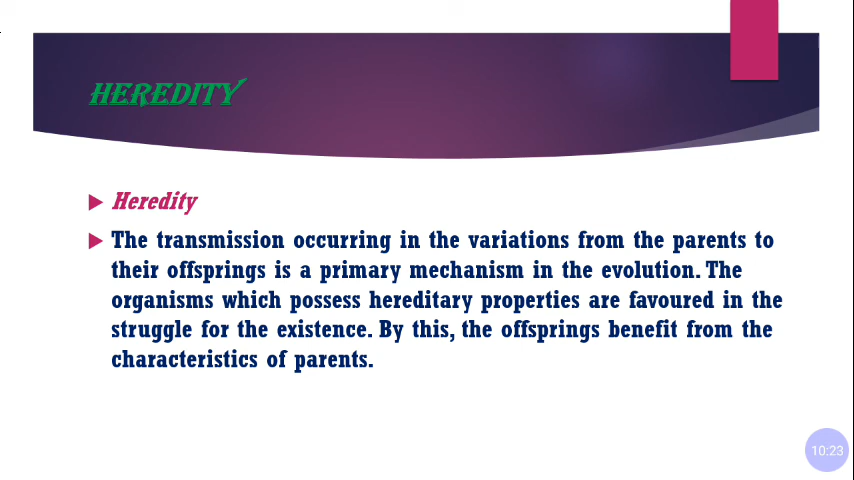 HEREDITY
Heredity
The transmission occurring in the variations from the parents to
their offsprings is a primary mechanism in the evolution. The
organisms which possess hereditary properties are favoured in the
struggle for the existence. By this, the offsprings benefit from the
characteristics of parents.
10:23